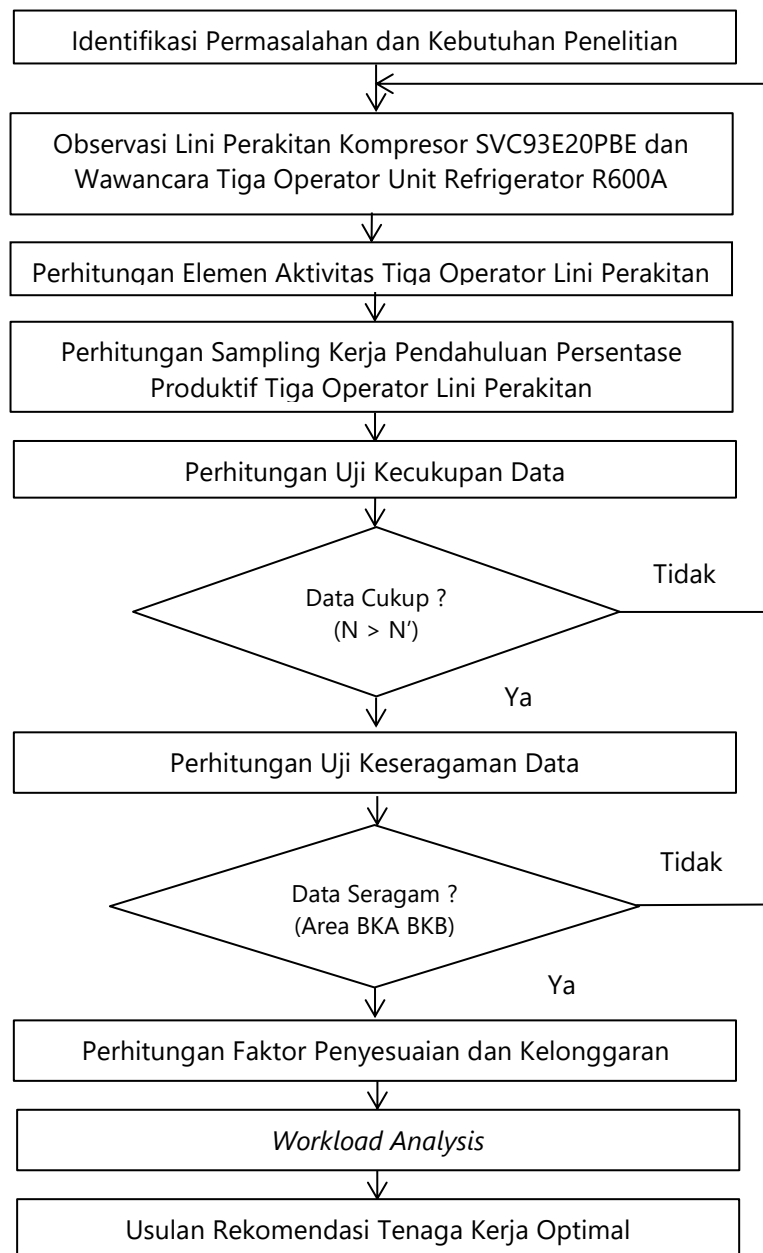 Identifikasi Permasalahan dan Kebutuhan Penelitian
Observasi Lini Perakitan Kompresor SVC93E20PBE dan
Wawancara Tiga Operator Unit Refrigerator R600A
Perhitungan Elemen Aktivitas Tiga Operator Lini Perakitan
Perhitungan Sampling Kerja Pendahuluan Persentase
Produktif Tiga Operator Lini Perakitan
Perhitungan Uji Kecukupan Data
Tidak
Data Cukup ?
(N > N’)
Ya
Perhitungan Uji Keseragaman Data
Tidak
Data Seragam ?
(Area BKA BKB)
Ya
Perhitungan Faktor Penyesuaian dan Kelonggaran
Workload Analysis
Usulan Rekomendasi Tenaga Kerja Optimal